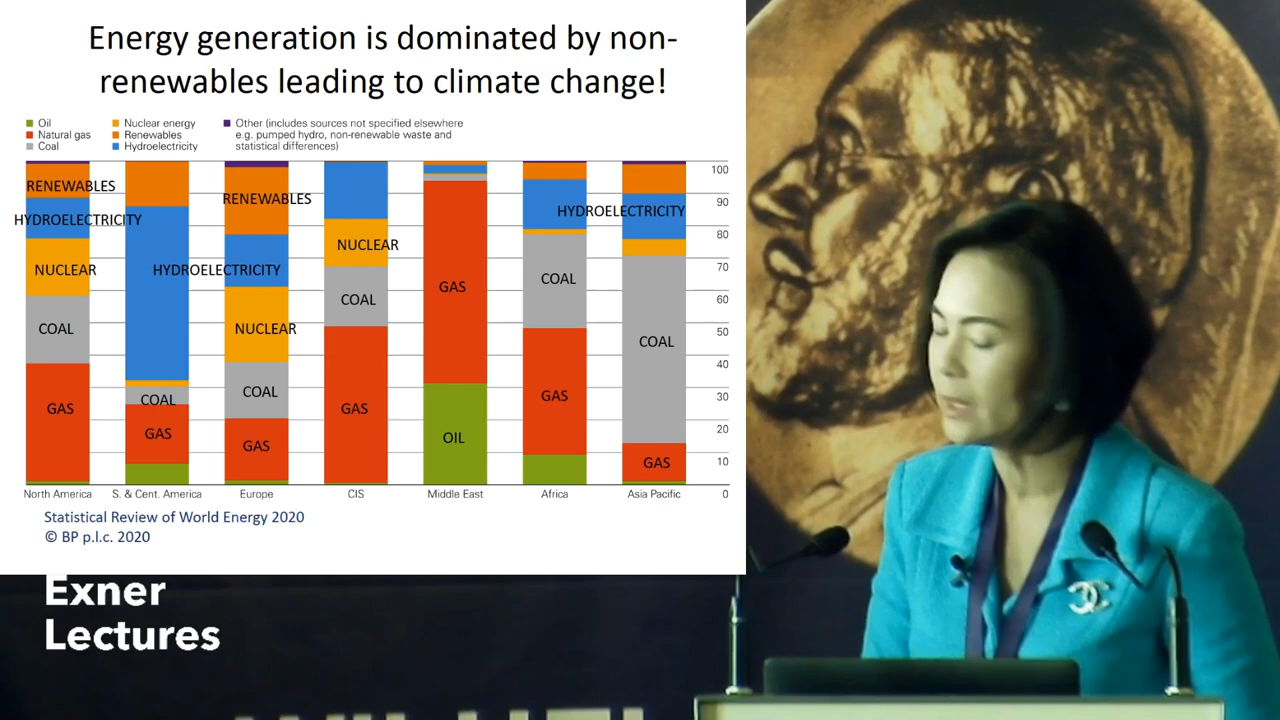 Energy generation is dominated by non-
renewables leading to climate change!
Oil
Natural gas
Coal
Nuclear energy
Renewables
Hydroelectricity
Other (includes sources not specified elsewhere
e.g. pumped hydro, non-renewable waste and
statistical differences)
RENEWABLES
HYDROELECTRICITY
NUCLEAR
COAL
GAS
HYDROELECTRICITY
COAL
GAS
RENEWABLES
NUCLEAR
COAL
GAS
NUCLEAR
COAL
GAS
GAS
OIL
COAL
GAS
HYDROELECTRICITY
COAL
GAS
100
90
80
70
60
50
40
30
20
10
0
North America
S. & Cent. America
Europe
CIS
Middle East
Africa
Asia Pacific
Statistical Review of World Energy 2020
© BP p.l.c. 2020
Exner
Lectures